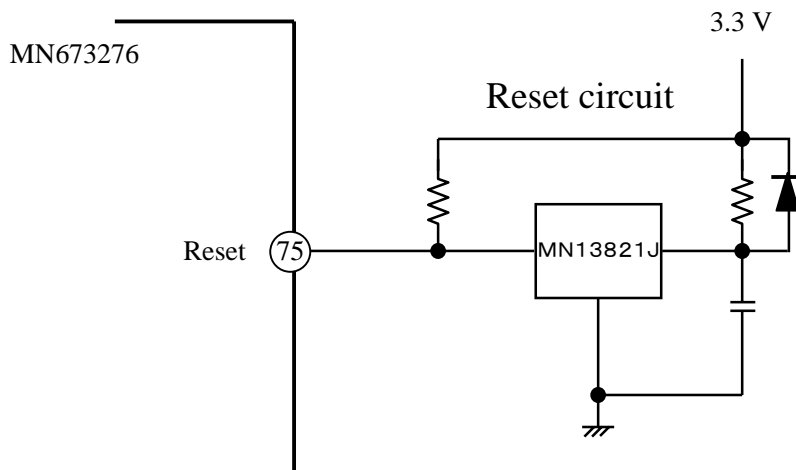 3.3 V
MN673276
Reset circuit
Reset
75
MN13821J